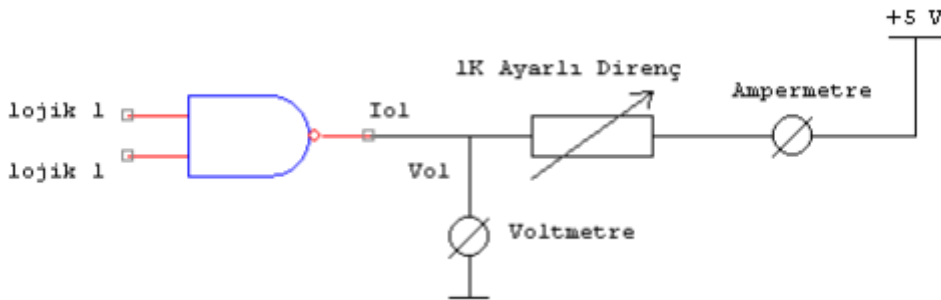 +5 V
1K Ayarlı Direnç
Ampermetre
lojik 1
Iol
lojik 1
Vol
Voltmetre